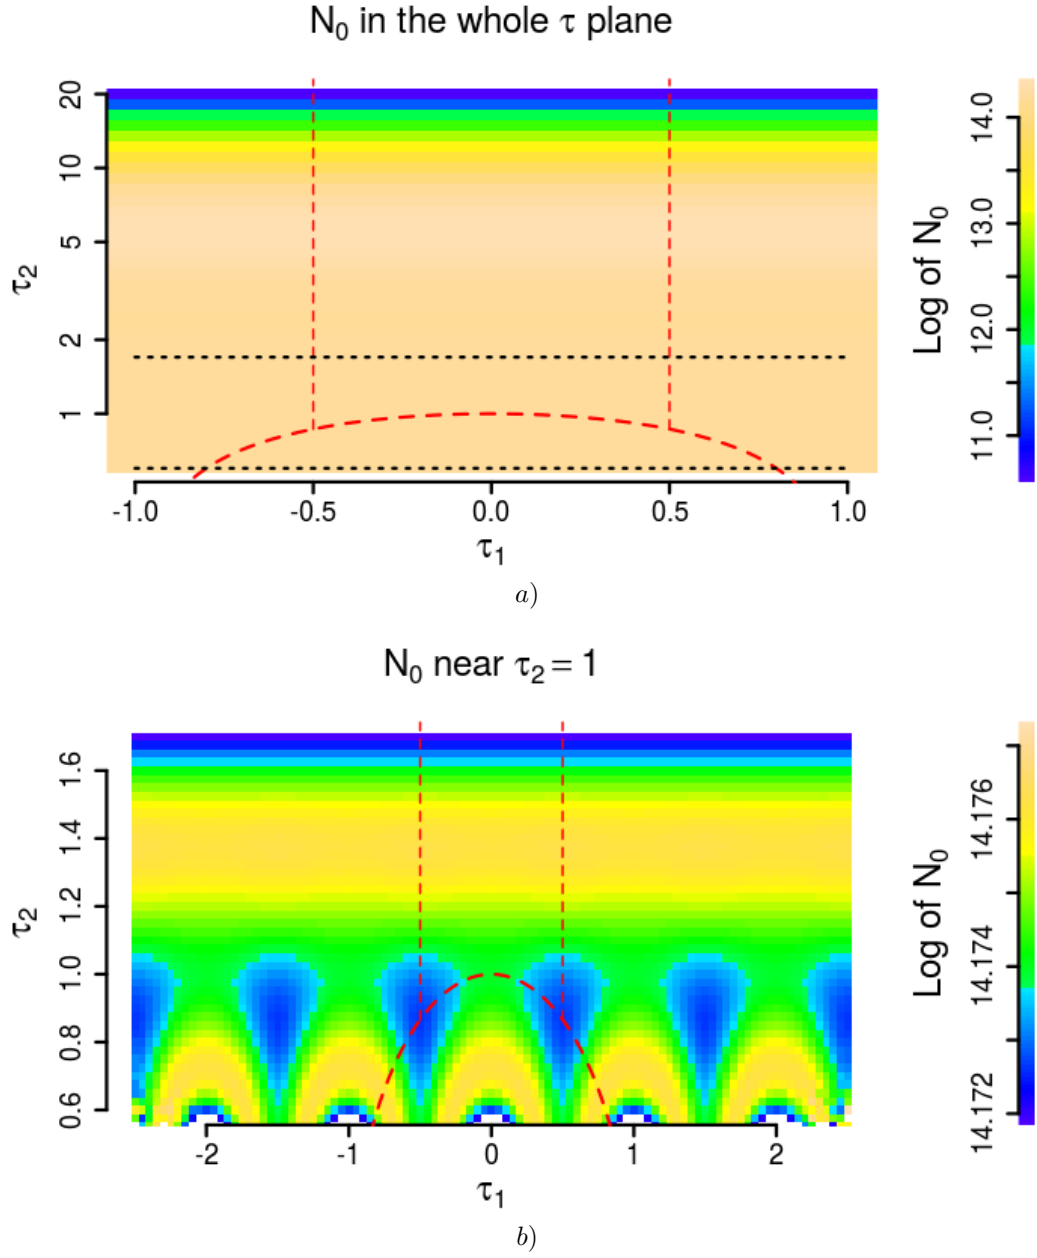 N₀ in the whole τ plane
20
10
5
2
1
τ₂
-1.0 -0.5 0.0 0.5 1.0
τ₁
Log of N₀
14.0
13.0
12.0
11.0
a)
N₀ near τ₂ = 1
1.6
1.4
1.2
1.0
0.8
0.6
τ₂
-2 -1 0 1 2
τ₁
Log of N₀
14.176
14.174
14.172
b)